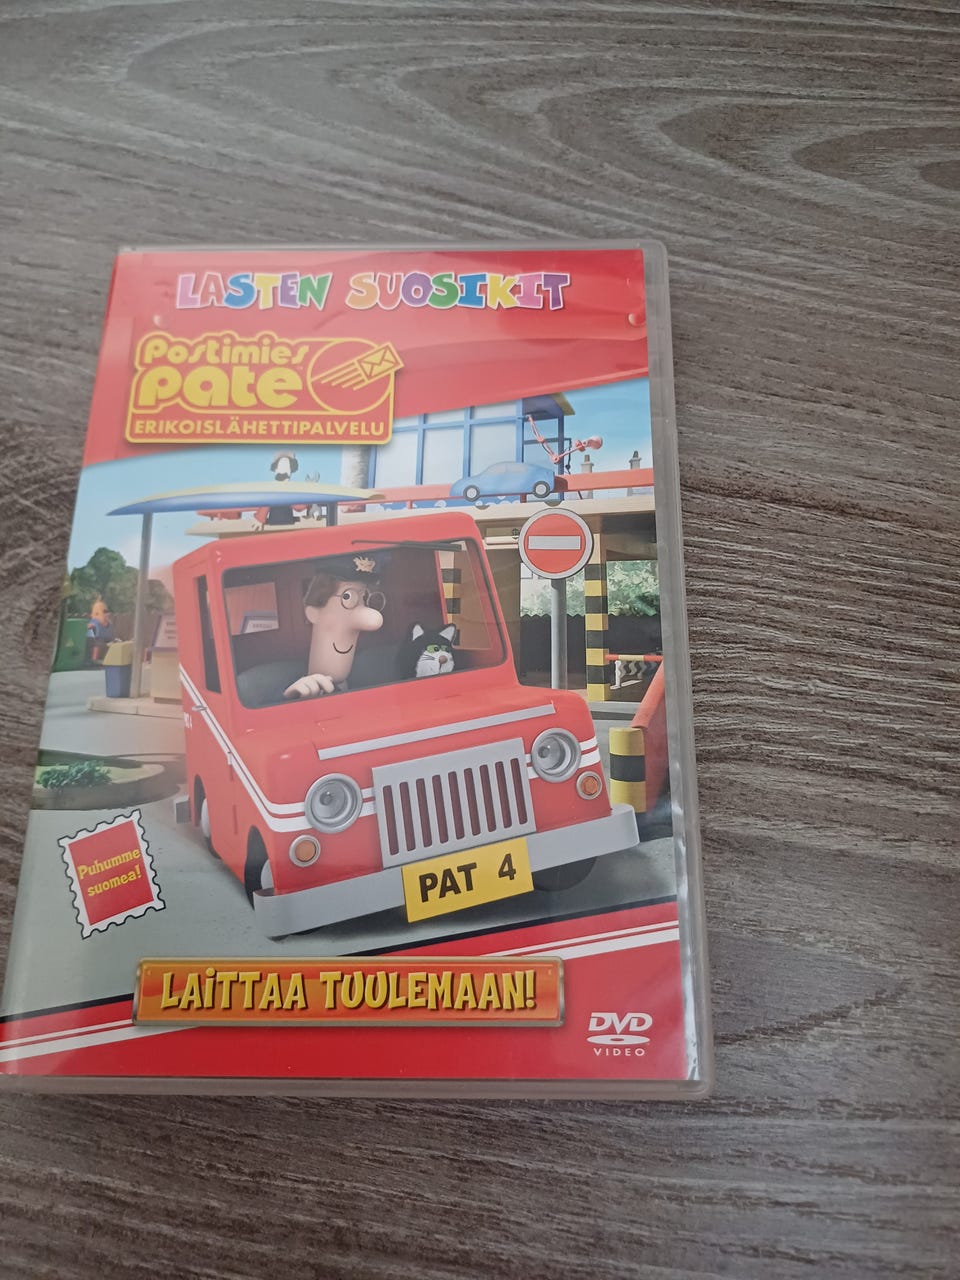 LASTEN SUOSIKIT
Postimies
pate
ERIKOISLÄHETTIPALVELU
PAT 4
Puhumme
suomea!
LAiTTAA TUULEMAAN!
DVD
VIDEO